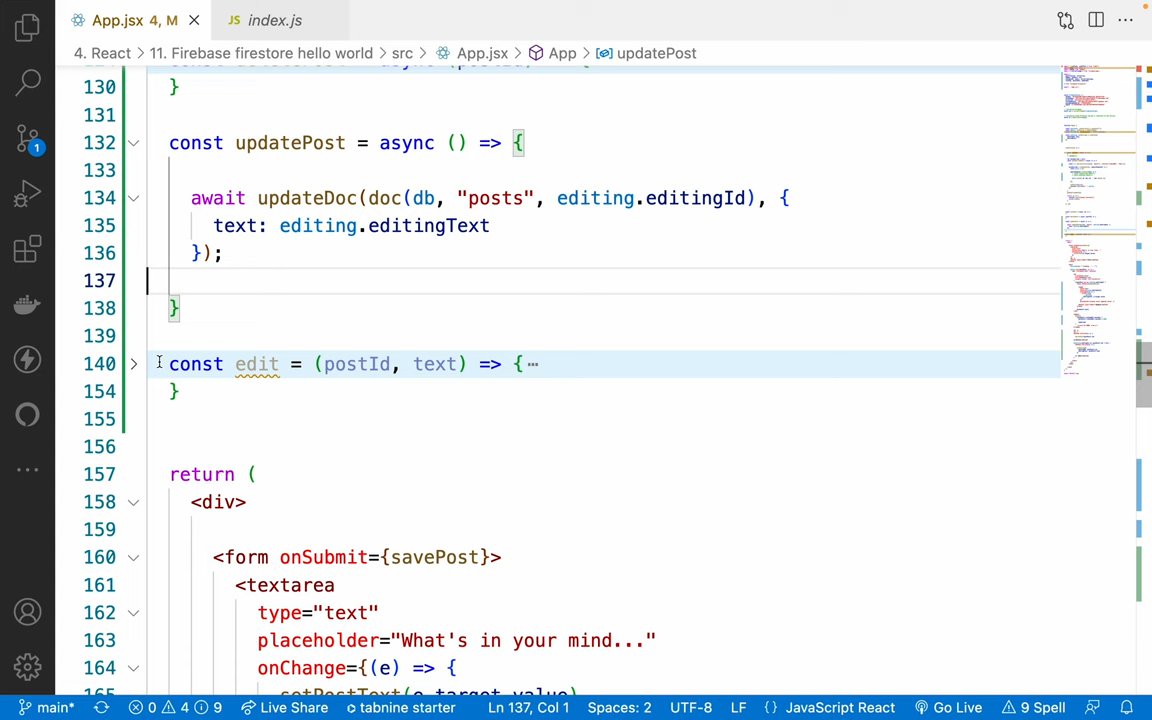 App.jsx 4, M
JS index.js
4. React > 11. Firebase firestore hello world > src > App.jsx > App > updatePost
130 }
131
132 const updatePost = async () => {
133
134 await updateDoc(doc(db, "posts", editing.editingId), {
135 text: editing.editingText
136 });
137
138 }
139
140 const edit = (postId, text) => {
154 }
155
156
157 return (
158 <div>
159
160 <form onSubmit={savePost}>
161 <textarea
162 type="text"
163 placeholder="What's in your mind..."
164 onChange={(e) => {
1
main* 0 4 9 Live Share tabnine starter Ln 137, Col 1 Spaces: 2 UTF-8 LF {} JavaScript React Go Live 9 Spell